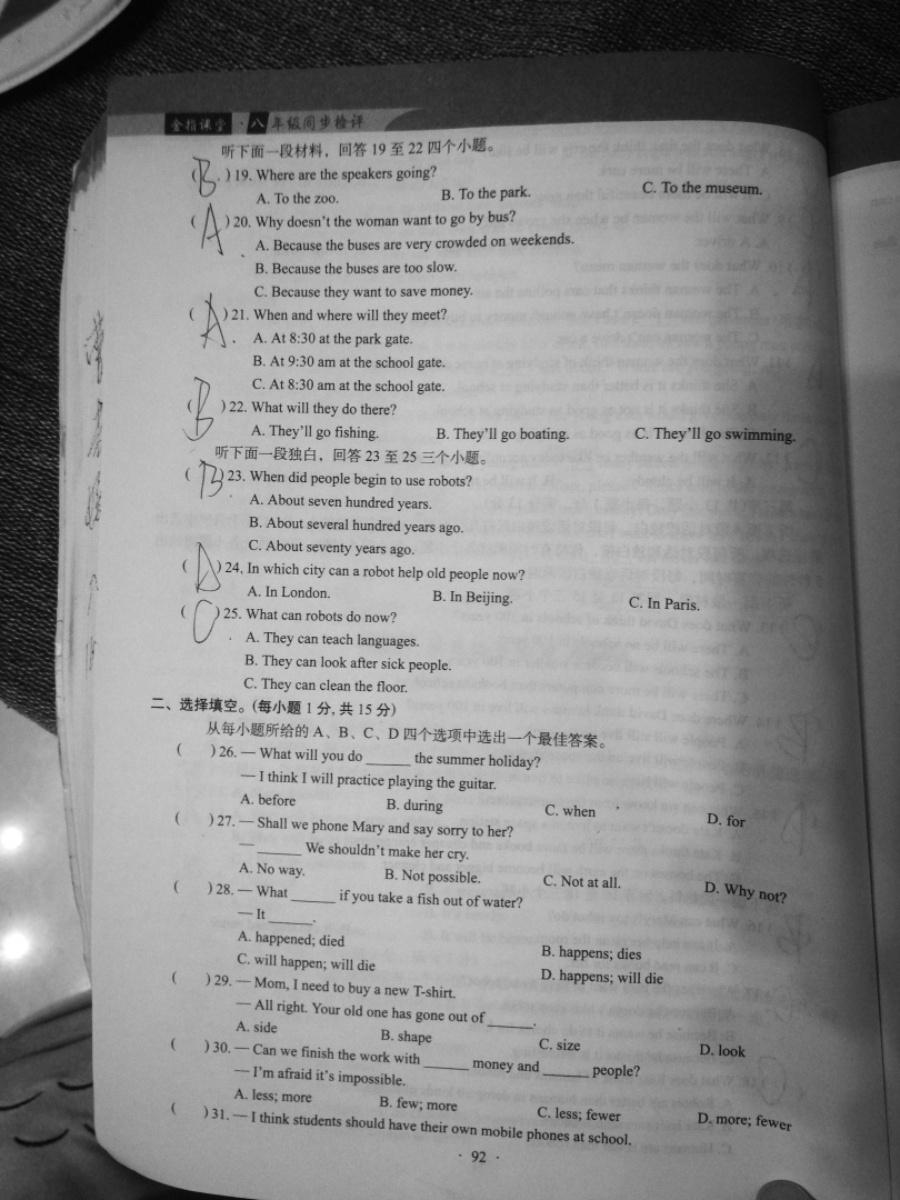 金指课堂 · 八年级同步检评
听下面一段材料，回答 19 至 22 四个小题。
( B ) 19. Where are the speakers going?
A. To the zoo. B. To the park. C. To the museum.
( A ) 20. Why doesn't the woman want to go by bus?
A. Because the buses are very crowded on weekends.
B. Because the buses are too slow.
C. Because they want to save money.
( A ) 21. When and where will they meet?
A. At 8:30 at the park gate.
B. At 9:30 am at the school gate.
C. At 8:30 am at the school gate.
( B ) 22. What will they do there?
A. They'll go fishing. B. They'll go boating. C. They'll go swimming.
听下面一段独白，回答 23 至 25 三个小题。
( B ) 23. When did people begin to use robots?
A. About seven hundred years.
B. About several hundred years ago.
C. About seventy years ago.
( ) 24. In which city can a robot help old people now?
A. In London. B. In Beijing. C. In Paris.
( C ) 25. What can robots do now?
A. They can teach languages.
B. They can look after sick people.
C. They can clean the floor.
二、选择填空。(每小题 1 分, 共 15 分)
从每小题所给的 A、B、C、D 四个选项中选出一个最佳答案。
( ) 26. — What will you do ______ the summer holiday?
— I think I will practice playing the guitar.
A. before B. during C. when D. for
( ) 27. — Shall we phone Mary and say sorry to her?
— ______ We shouldn't make her cry.
A. No way. B. Not possible. C. Not at all. D. Why not?
( ) 28. — What ______ if you take a fish out of water?
— It ______.
A. happened; died B. happens; dies
C. will happen; will die D. happens; will die
( ) 29. — Mom, I need to buy a new T-shirt.
— All right. Your old one has gone out of ______.
A. side B. shape C. size D. look
( ) 30. — Can we finish the work with ______ money and ______ people?
— I'm afraid it's impossible.
A. less; more B. few; more C. less; fewer D. more; fewer
( ) 31. — I think students should have their own mobile phones at school.
· 92 ·